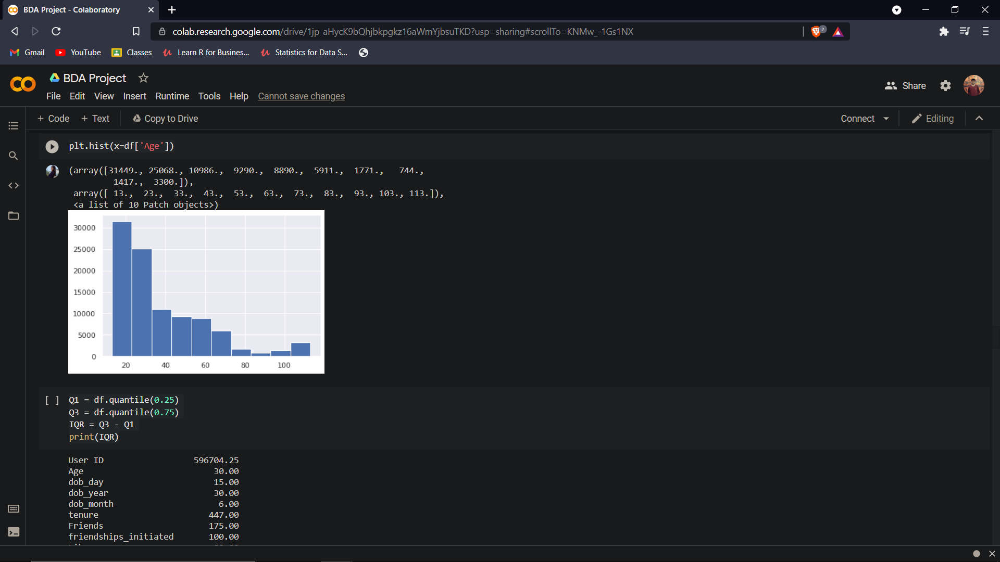 BDA Project - Colaboratory
colab.research.google.com/drive/1jp-aHycK9bQhjbkpgkz16aWmYjbsuTKD?usp=sharing#scrollTo=KNMw_-1Gs1NX
2
Gmail YouTube Classes Learn R for Busines... Statistics for Data S...
BDA Project
Share
File Edit View Insert Runtime Tools Help Cannot save changes
+ Code + Text Copy to Drive Connect Editing
plt.hist(x=df['Age'])
(array([31449., 25068., 10986., 9290., 8890., 5911., 1771., 744.,
1417., 3300.]),
array([ 13., 23., 33., 43., 53., 63., 73., 83., 93., 103., 113.]),
<a list of 10 Patch objects>)
30000
25000
20000
15000
10000
5000
0
20 40 60 80 100
[ ] Q1 = df.quantile(0.25)
Q3 = df.quantile(0.75)
IQR = Q3 - Q1
print(IQR)
User ID 596704.25
Age 30.00
dob_day 15.00
dob_year 30.00
dob_month 6.00
tenure 447.00
Friends 175.00
friendships_initiated 100.00